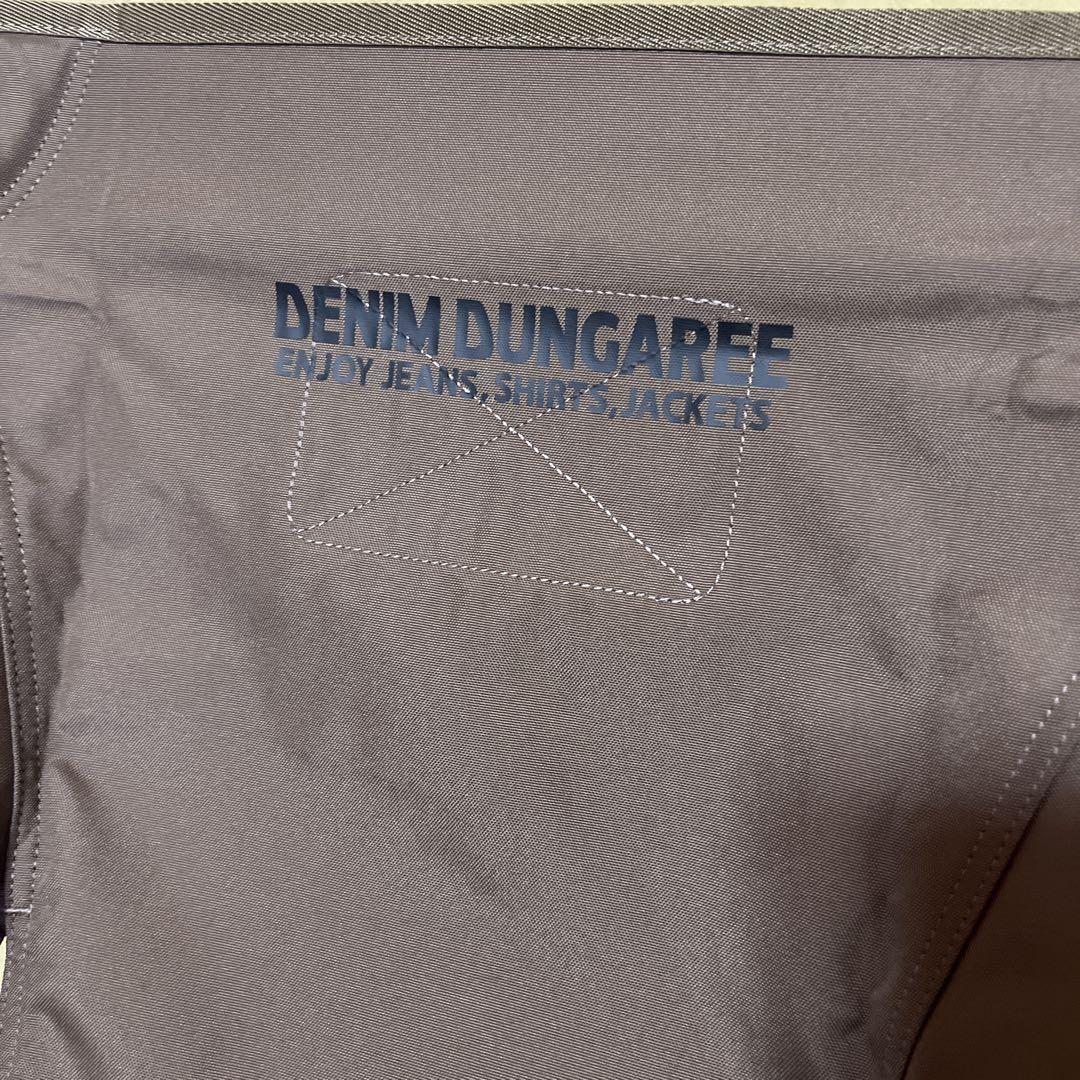 DENIM DUNGAREE
ENJOY JEANS, SHIRTS, JACKETS